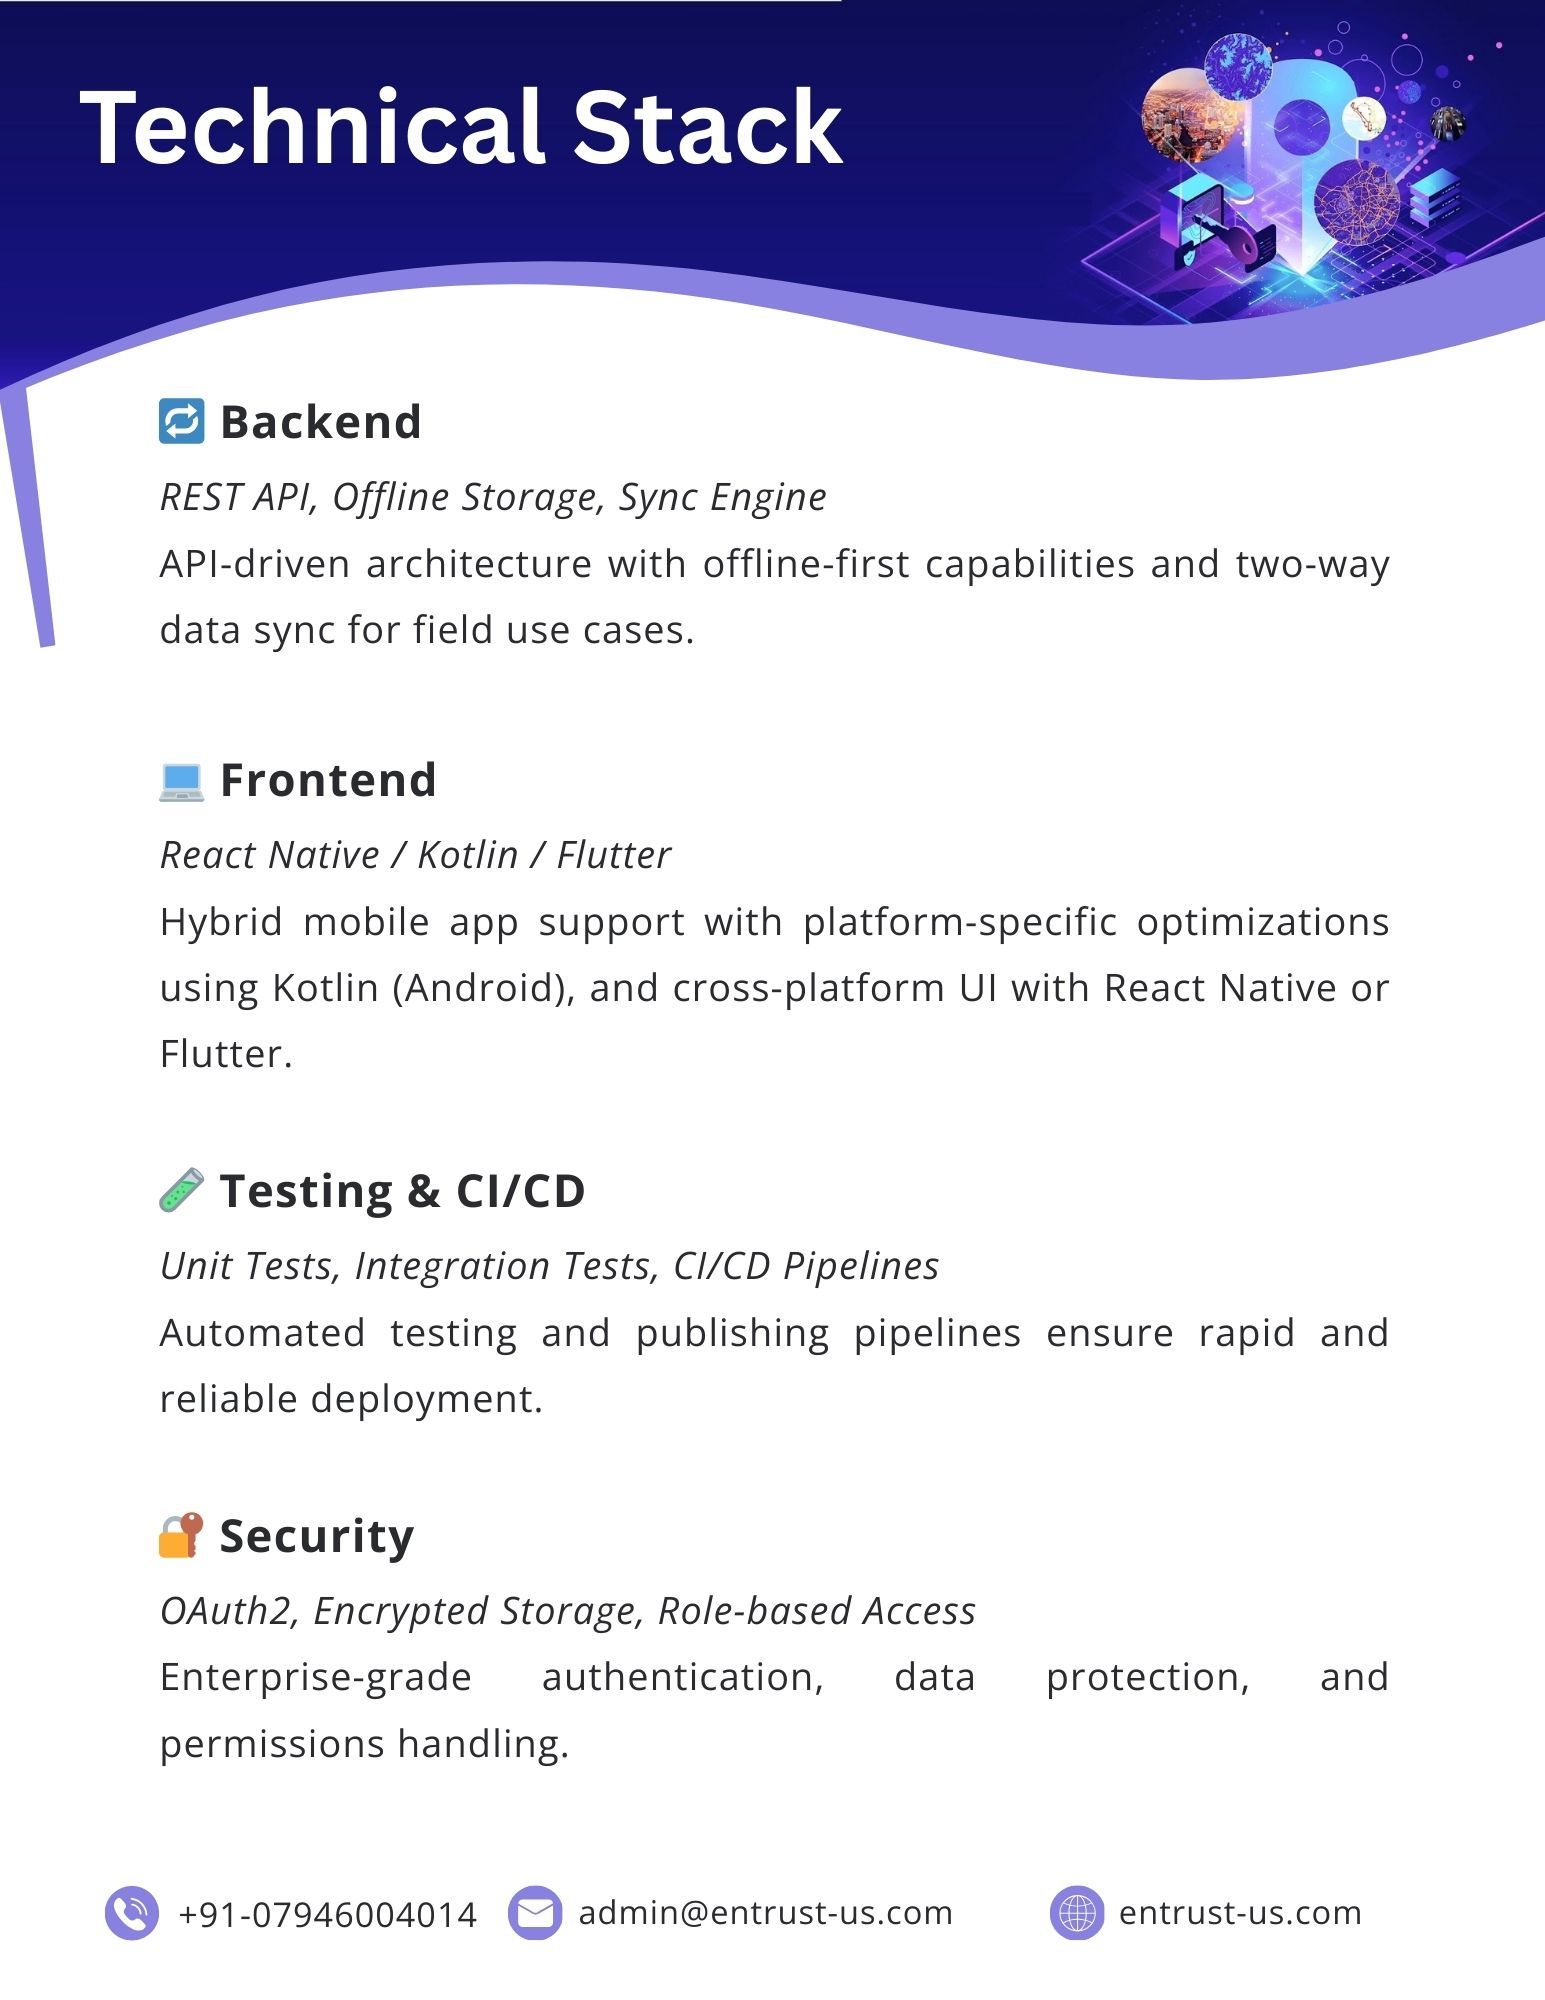 Technical Stack
Backend
REST API, Offline Storage, Sync Engine
API-driven architecture with offline-first capabilities and two-way
data sync for field use cases.
Frontend
React Native / Kotlin / Flutter
Hybrid mobile app support with platform-specific optimizations
using Kotlin (Android), and cross-platform UI with React Native or
Flutter.
Testing & CI/CD
Unit Tests, Integration Tests, CI/CD Pipelines
Automated testing and publishing pipelines ensure rapid and
reliable deployment.
Security
OAuth2, Encrypted Storage, Role-based Access
Enterprise-grade authentication, data protection, and
permissions handling.
+91-07946004014 admin@entrust-us.com entrust-us.com